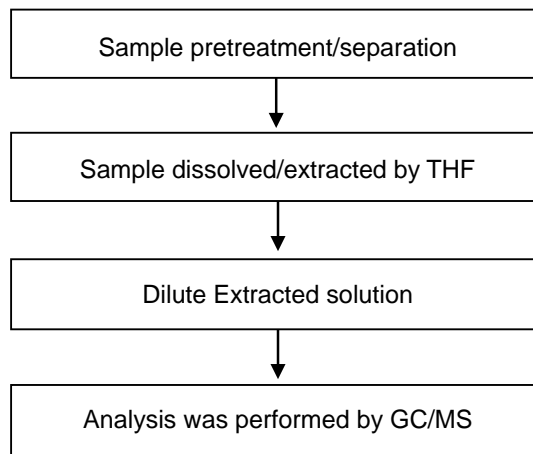 Sample pretreatment/separation
Sample dissolved/extracted by THF
Dilute Extracted solution
Analysis was performed by GC/MS